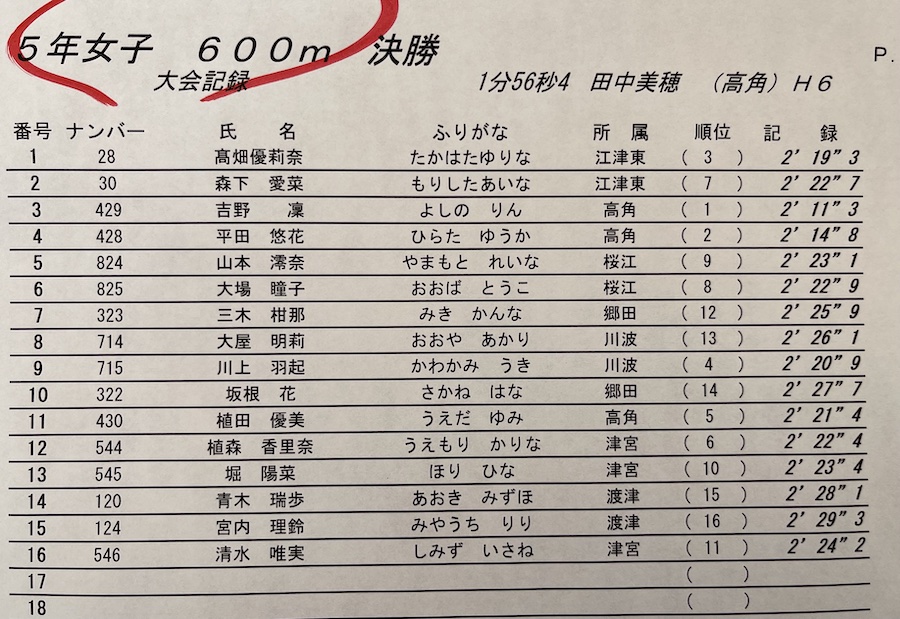 5年女子 600m 決勝
P.
大会記録 1分56秒4 田中美穂 (高角)H6
番号 ナンバー 氏 名 ふりがな 所 属 順位 記 録
1 28 髙畑優莉奈 たかはたゆりな 江津東 ( 3 ) 2' 19" 3
2 30 森下 愛菜 もりしたあいな 江津東 ( 7 ) 2' 22" 7
3 429 吉野 凜 よしの りん 高角 ( 1 ) 2' 11" 3
4 428 平田 悠花 ひらた ゆうか 高角 ( 2 ) 2' 14" 8
5 824 山本 澪奈 やまもと れいな 桜江 ( 9 ) 2' 23" 1
6 825 大場 瞳子 おおば とうこ 桜江 ( 8 ) 2' 22" 9
7 323 三木 柑那 みき かんな 郷田 ( 12 ) 2' 25" 9
8 714 大屋 明莉 おおや あかり 川波 ( 13 ) 2' 26" 1
9 715 川上 羽起 かわかみ うき 川波 ( 4 ) 2' 20" 9
10 322 坂根 花 さかね はな 郷田 ( 14 ) 2' 27" 7
11 430 植田 優美 うえだ ゆみ 高角 ( 5 ) 2' 21" 4
12 544 植森 香里奈 うえもり かりな 津宮 ( 6 ) 2' 22" 4
13 545 堀 陽菜 ほり ひな 津宮 ( 10 ) 2' 23" 4
14 120 青木 瑞歩 あおき みずほ 渡津 ( 15 ) 2' 28" 1
15 124 宮内 理鈴 みやうち りり 渡津 ( 16 ) 2' 29" 3
16 546 清水 唯実 しみず いさね 津宮 ( 11 ) 2' 24" 2
17 ( )
18 ( )